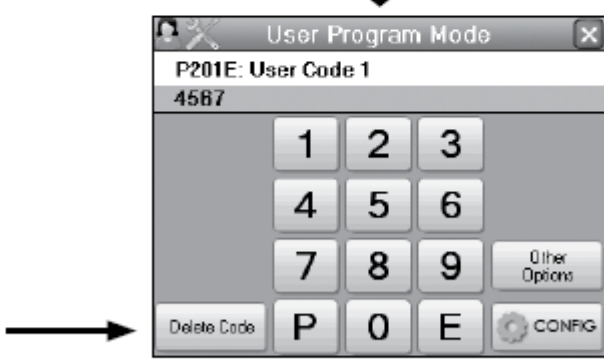 User Program Mode
P201E: User Code 1
4567
1 2 3
4 5 6
7 8 9
Other
Options
Delete Code P 0 E CONFIG